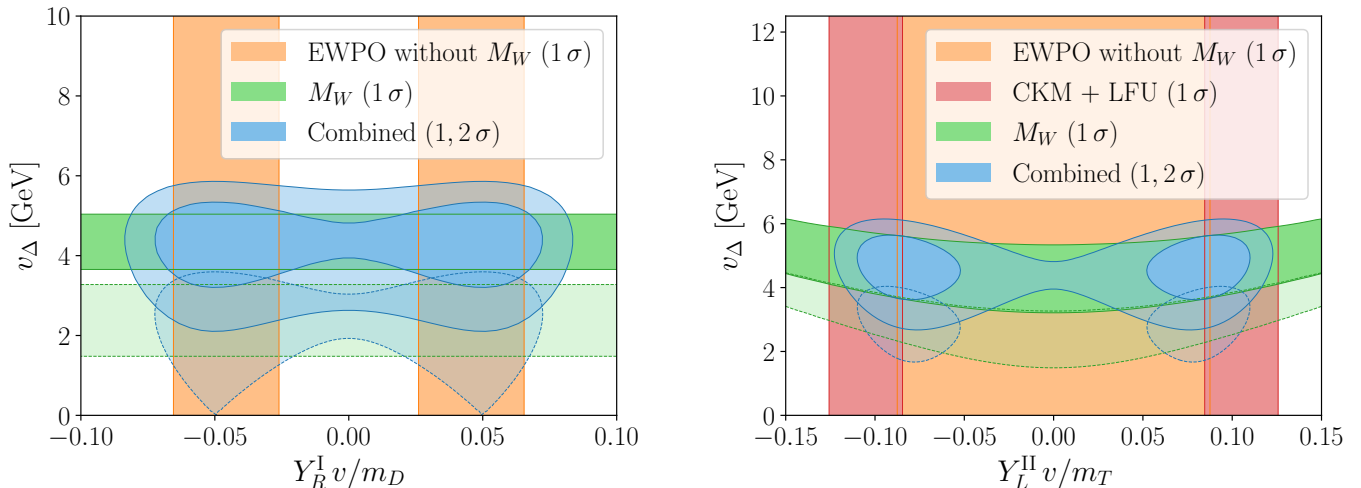 EWPO without M_W (1 σ)
M_W (1 σ)
Combined (1, 2 σ)
10
8
6
4
2
0
v_Δ [GeV]
−0.10 −0.05 0.00 0.05 0.10
Y_R^I v/m_D
EWPO without M_W (1 σ)
CKM + LFU (1 σ)
M_W (1 σ)
Combined (1, 2 σ)
12
10
8
6
4
2
0
v_Δ [GeV]
−0.15 −0.10 −0.05 0.00 0.05 0.10 0.15
Y_L^II v/m_T